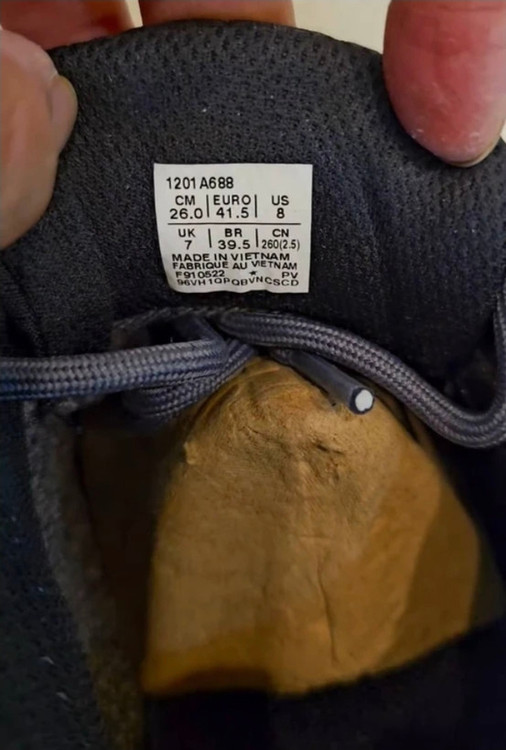 1201A688
CM EURO US
26.0 41.5 8
UK BR CN
7 39.5 260(2.5)
MADE IN VIETNAM
FABRIQUE AU VIETNAM
F910522 * PV
96VH1QPQBVNCSCD